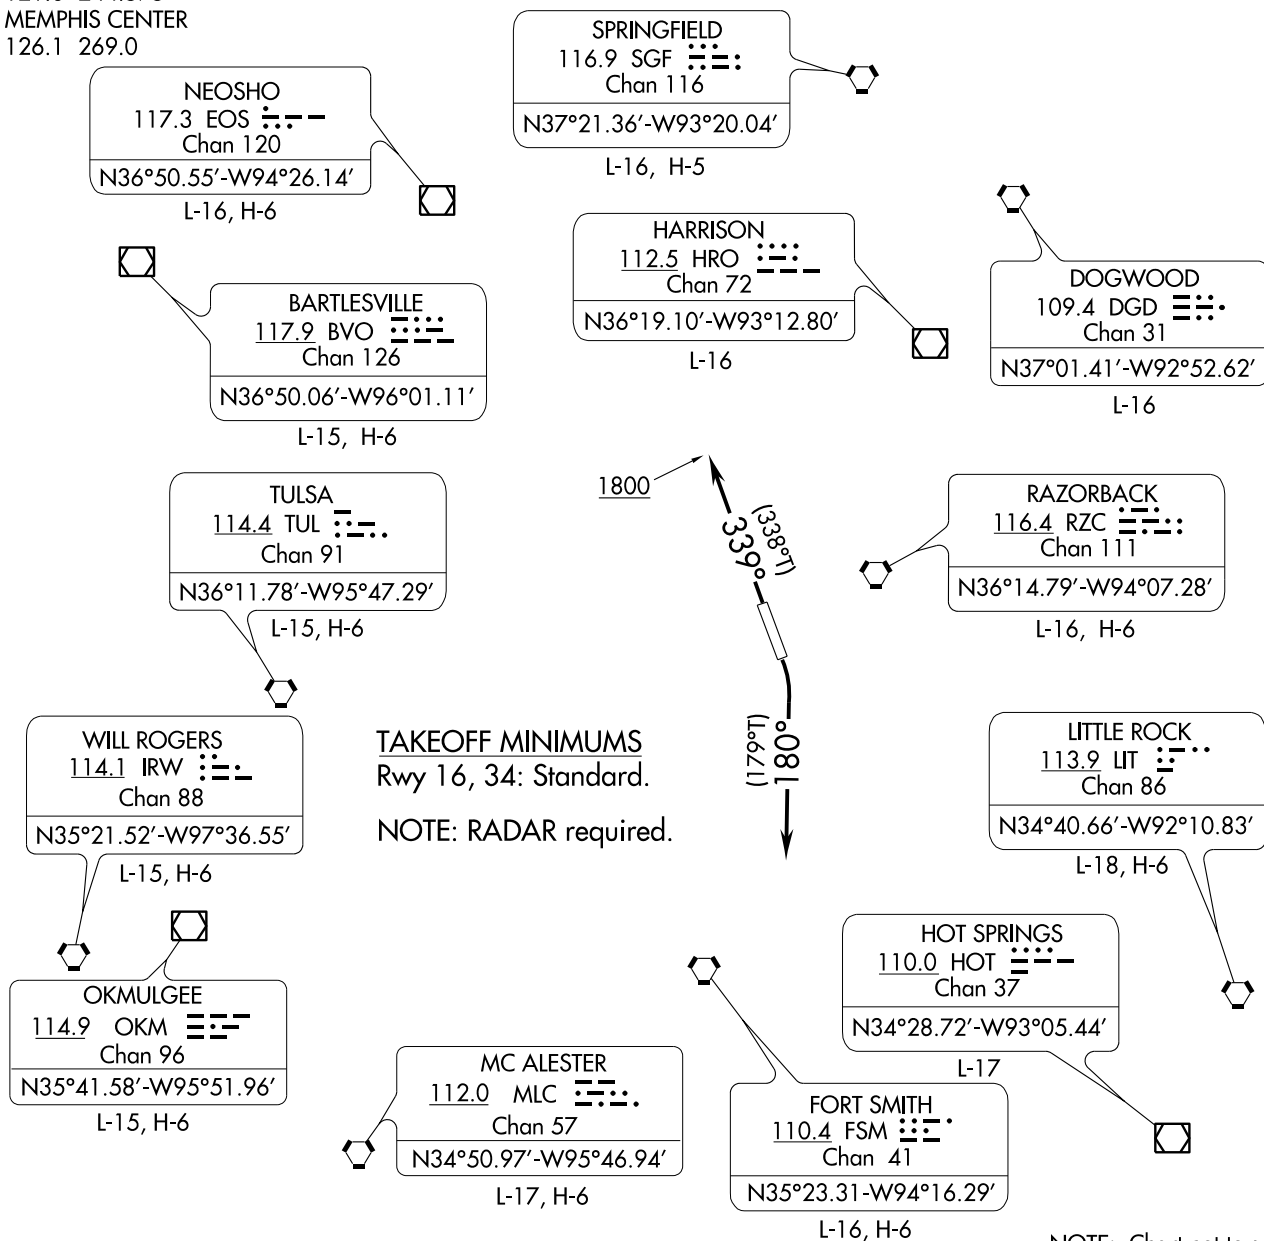 MEMPHIS CENTER
126.1 269.0
SPRINGFIELD
116.9 SGF
Chan 116
N37°21.36′-W93°20.04′
L-16, H-5
NEOSHO
117.3 EOS
Chan 120
N36°50.55′-W94°26.14′
L-16, H-6
HARRISON
112.5 HRO
Chan 72
N36°19.10′-W93°12.80′
L-16
DOGWOOD
109.4 DGD
Chan 31
N37°01.41′-W92°52.62′
L-16
BARTLESVILLE
117.9 BVO
Chan 126
N36°50.06′-W96°01.11′
L-15, H-6
TULSA
114.4 TUL
Chan 91
N36°11.78′-W95°47.29′
L-15, H-6
1800
339°
(338°T)
RAZORBACK
116.4 RZC
Chan 111
N36°14.79′-W94°07.28′
L-16, H-6
180°
(179°T)
WILL ROGERS
114.1 IRW
Chan 88
N35°21.52′-W97°36.55′
L-15, H-6
TAKEOFF MINIMUMS
Rwy 16, 34: Standard.
NOTE: RADAR required.
LITTLE ROCK
113.9 LIT
Chan 86
N34°40.66′-W92°10.83′
L-18, H-6
OKMULGEE
114.9 OKM
Chan 96
N35°41.58′-W95°51.96′
L-15, H-6
HOT SPRINGS
110.0 HOT
Chan 37
N34°28.72′-W93°05.44′
L-17
MC ALESTER
112.0 MLC
Chan 57
N34°50.97′-W95°46.94′
L-17, H-6
FORT SMITH
110.4 FSM
Chan 41
N35°23.31-W94°16.29′
L-16, H-6
NOTE: Chart not to